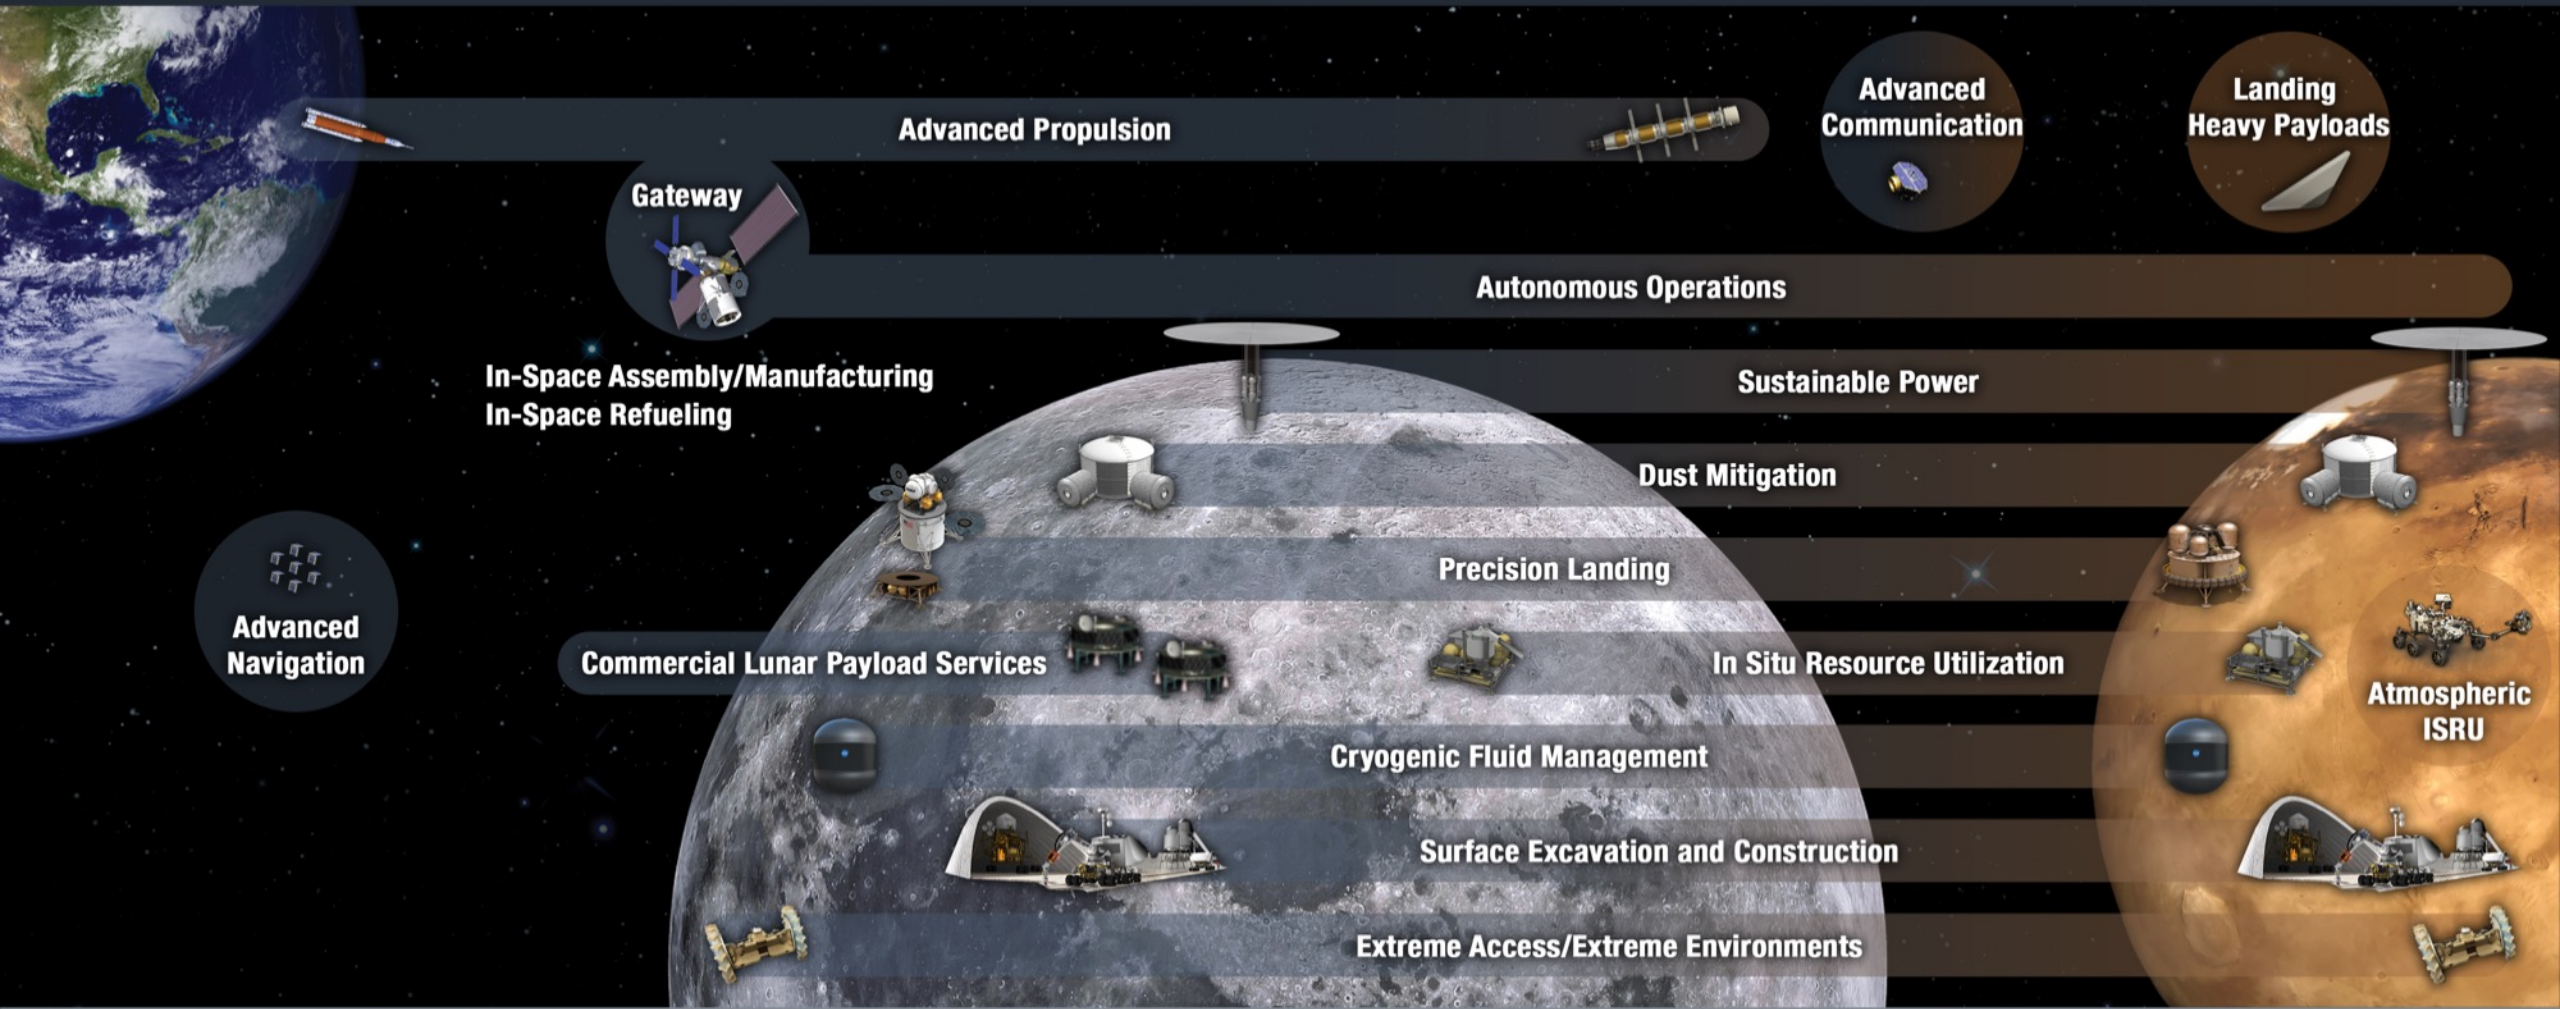 Advanced Propulsion
Advanced
Communication
Landing
Heavy Payloads
Gateway
Autonomous Operations
In-Space Assembly/Manufacturing
In-Space Refueling
Sustainable Power
Dust Mitigation
Precision Landing
Advanced
Navigation
Commercial Lunar Payload Services
In Situ Resource Utilization
Atmospheric
ISRU
Cryogenic Fluid Management
Surface Excavation and Construction
Extreme Access/Extreme Environments